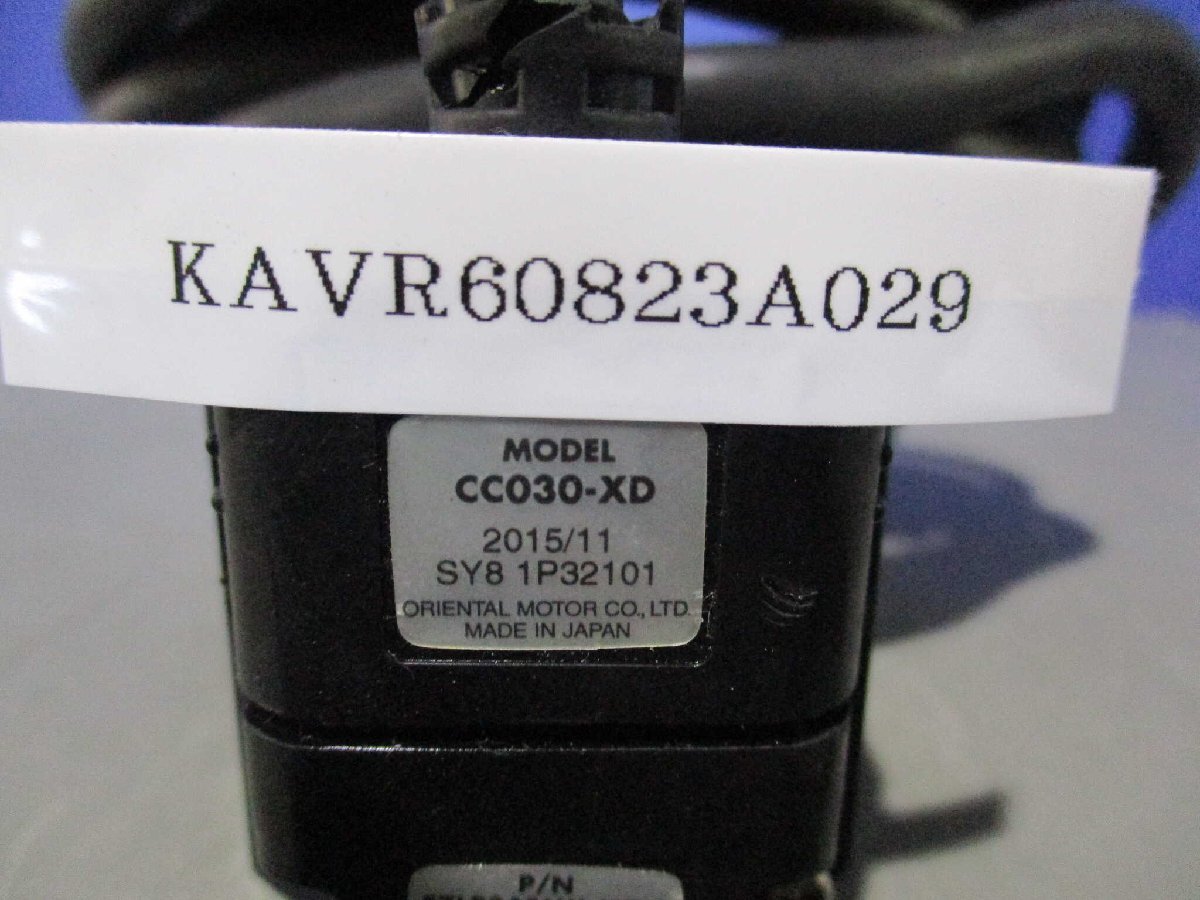 KAVR60823A029
MODEL
CC030-XD
2015/11
SY8 1P32101
ORIENTAL MOTOR CO., LTD.
MADE IN JAPAN
P/N